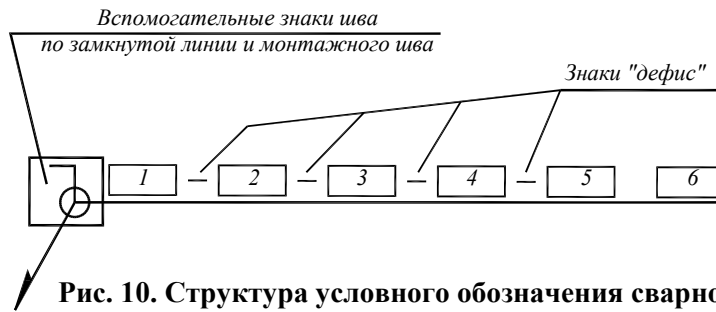 Вспомогательные знаки шва
по замкнутой линии и монтажного шва
Знаки "дефис"
1 – 2 – 3 – 4 – 5 6
Рис. 10. Структура условного обозначения сварно